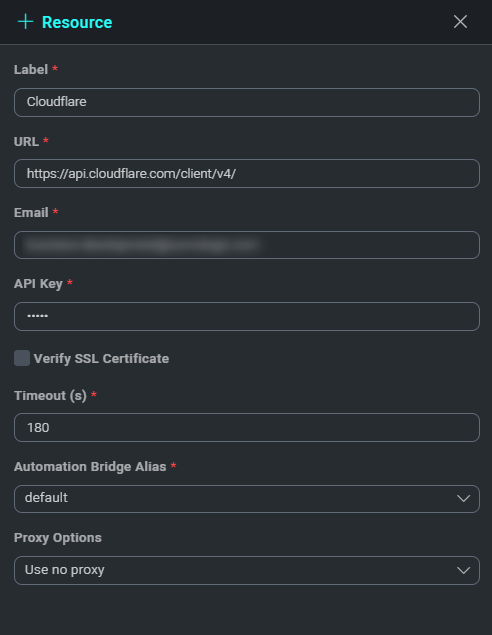 + Resource
Label *
Cloudflare
URL *
https://api.cloudflare.com/client/v4/
Email *
API Key *
•••••
Verify SSL Certificate
Timeout (s) *
180
Automation Bridge Alias *
default
Proxy Options
Use no proxy